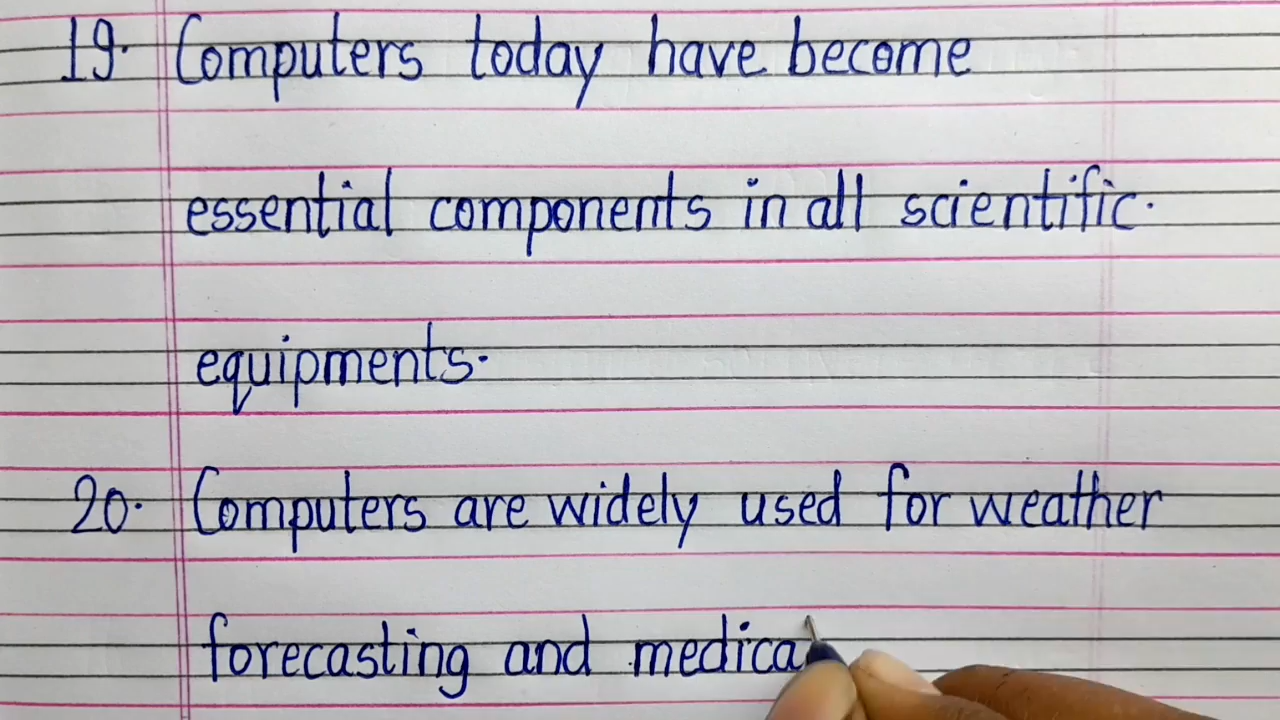 19. Computers today have become
essential components in all scientific.
equipments.
20. Computers are widely used for weather
forecasting and medica